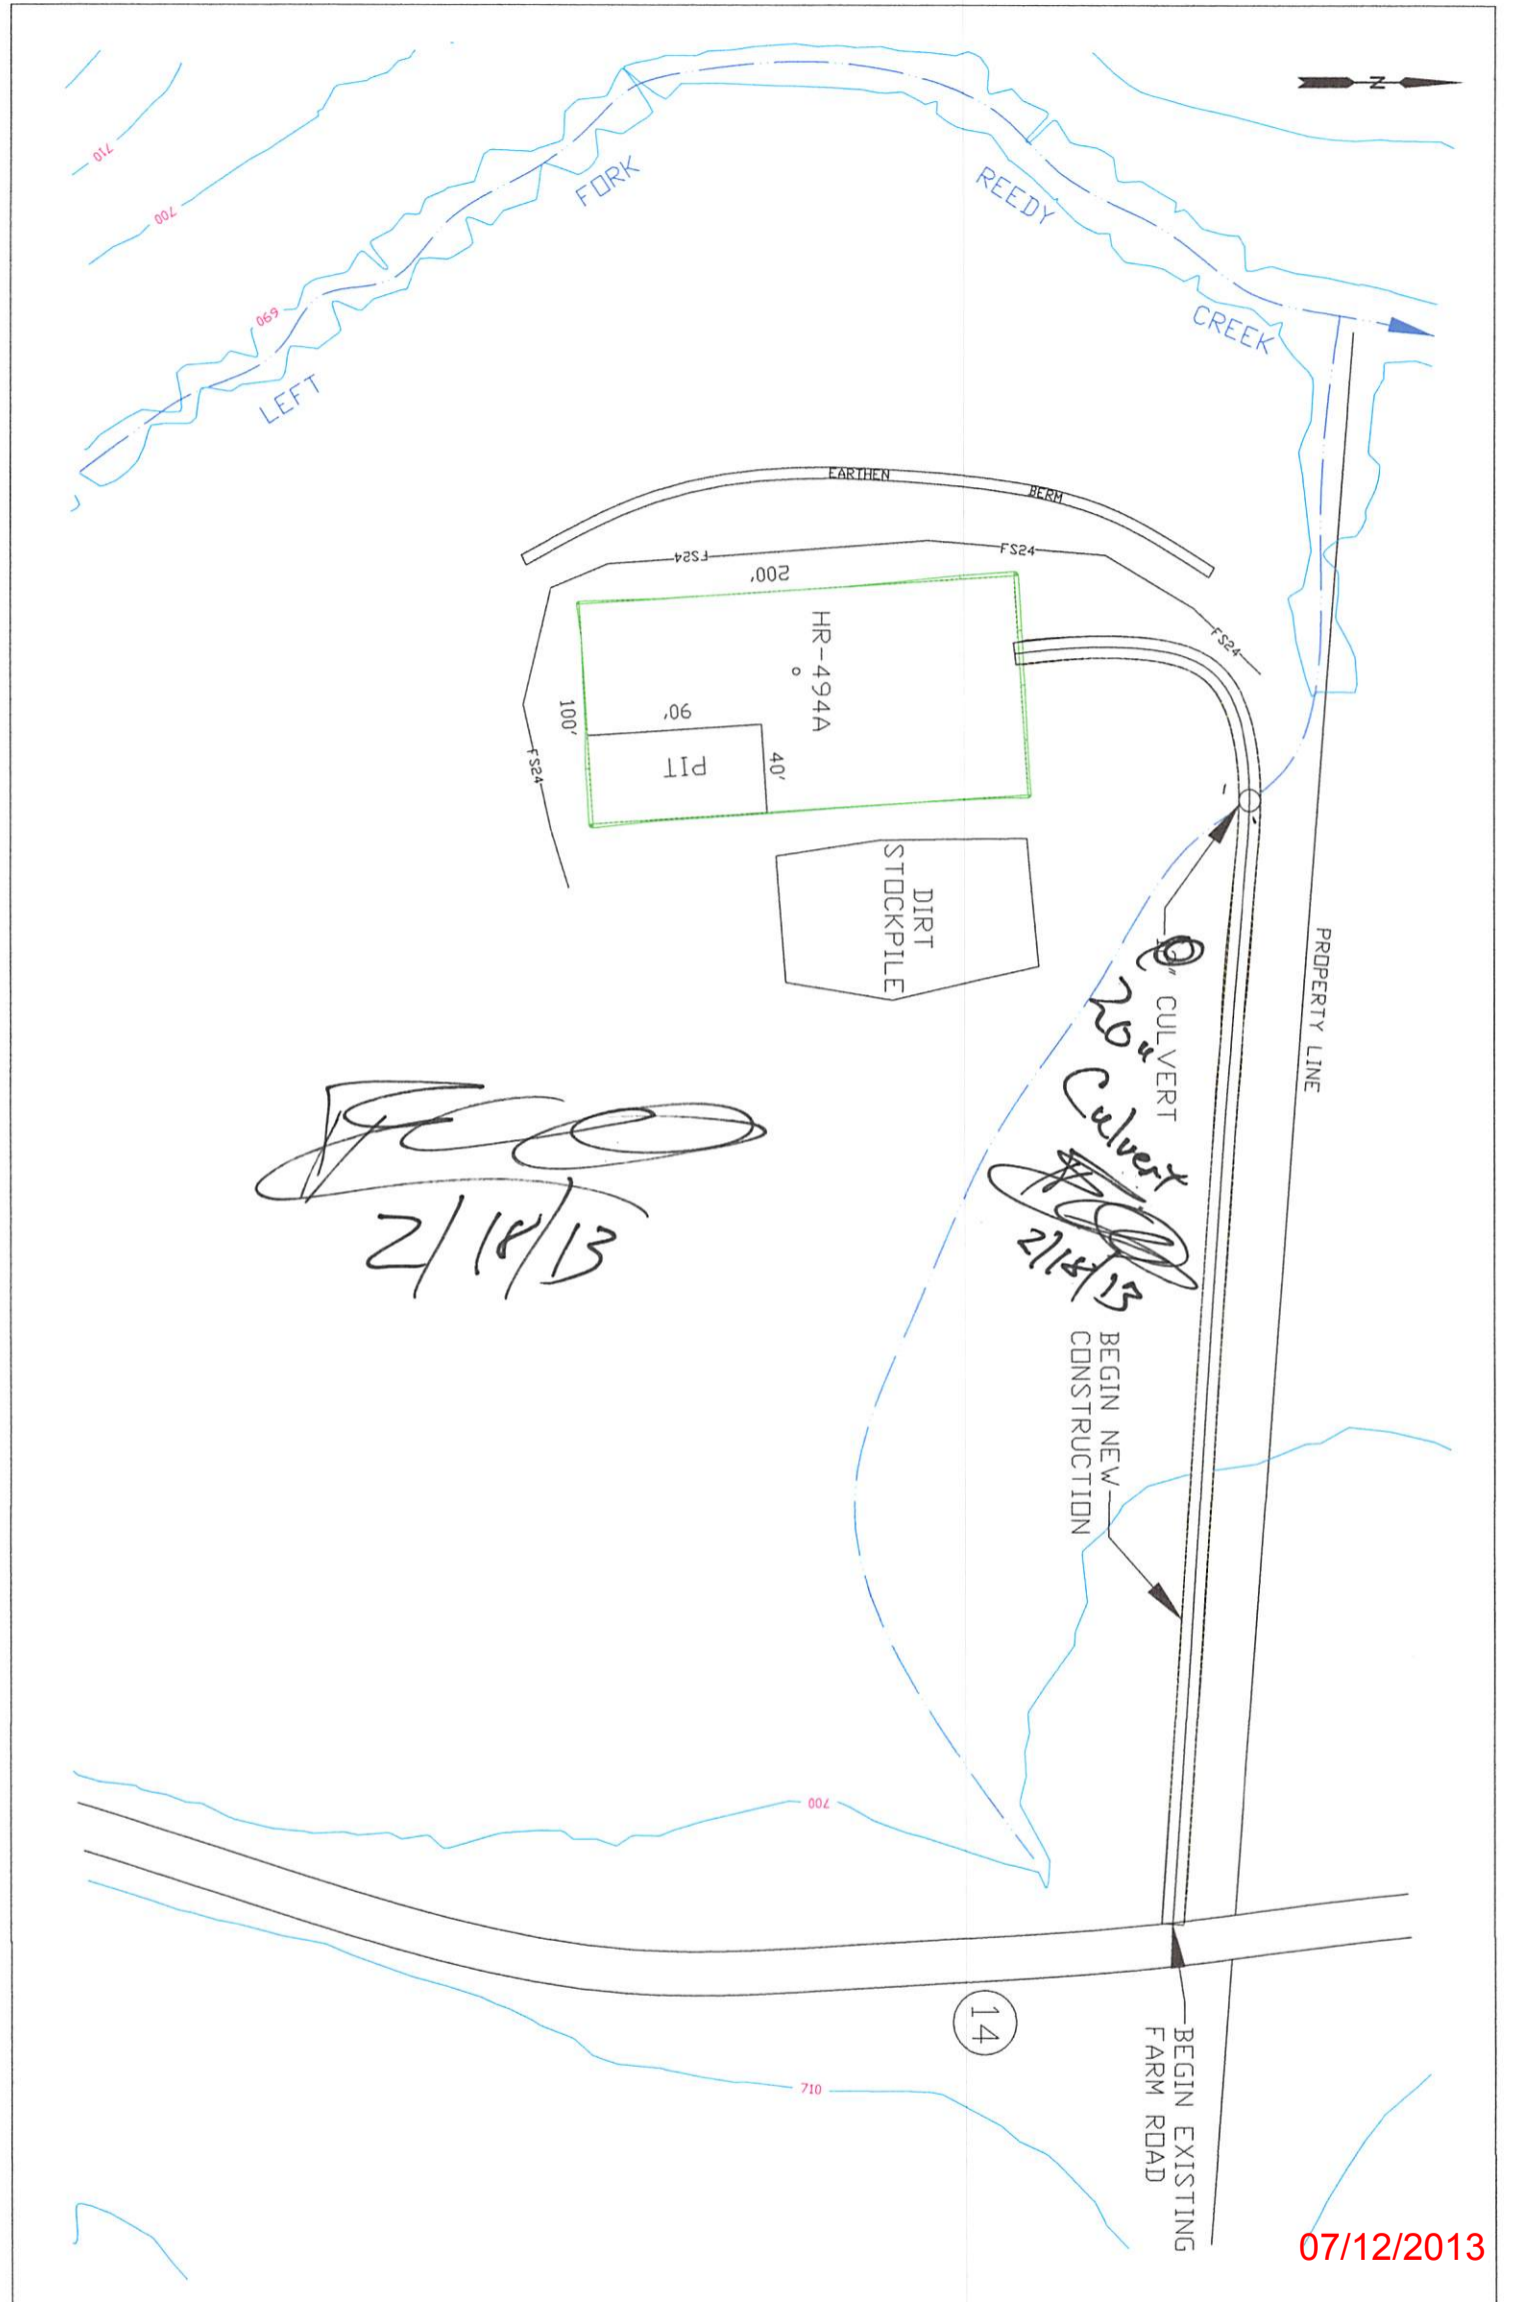 N
710
700
690
LEFT
FORK
REEDY
CREEK
EARTHEN
BERM
FS24
FS24
FS24
FS24
200'
HR-494A
100'
90'
40'
PIT
DIRT
STOCKPILE
PROPERTY LINE
" CULVERT
20"
Culvert
2/18/13
2/18/13
BEGIN NEW
CONSTRUCTION
700
14
710
BEGIN EXISTING
FARM ROAD
07/12/2013